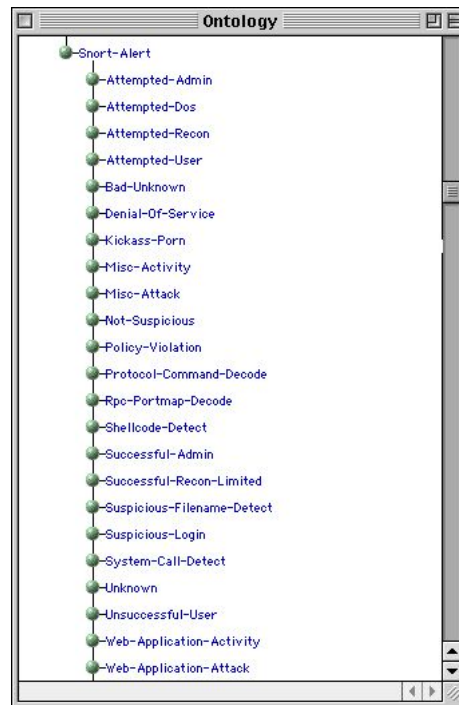 Ontology
Snort-Alert
Attempted-Admin
Attempted-Dos
Attempted-Recon
Attempted-User
Bad-Unknown
Denial-Of-Service
Kickass-Porn
Misc-Activity
Misc-Attack
Not-Suspicious
Policy-Violation
Protocol-Command-Decode
Rpc-Portmap-Decode
Shellcode-Detect
Successful-Admin
Successful-Recon-Limited
Suspicious-Filename-Detect
Suspicious-Login
System-Call-Detect
Unknown
Unsuccessful-User
Web-Application-Activity
Web-Application-Attack